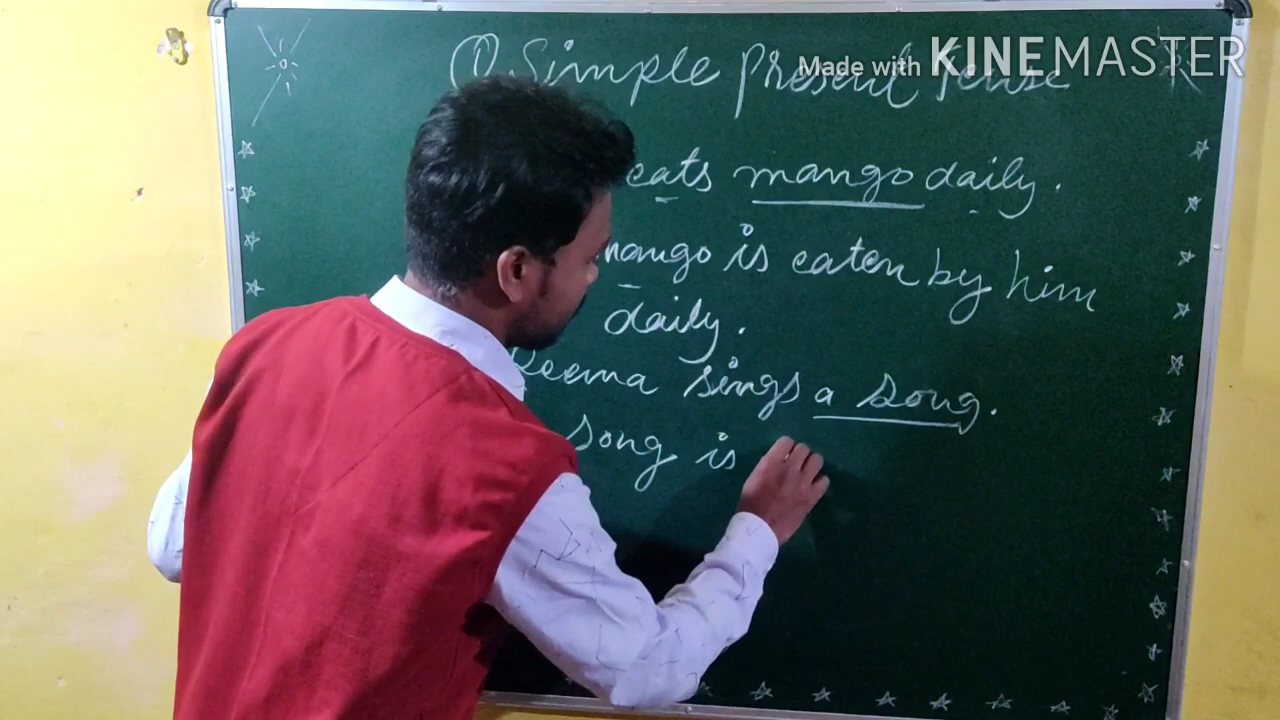 ① Simple Present Tense
Made with KINEMASTER
eats mango daily.
mango is eaten by him
daily.
Reema sings a song.
song is